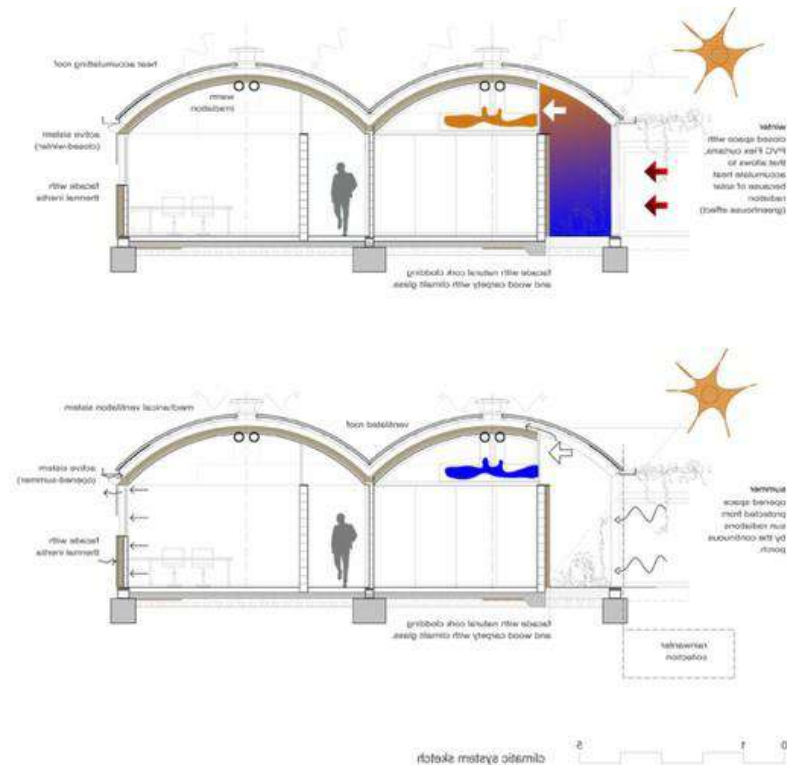 heat accumulating roof
warm
irradiation
active sistem
(closed-winter)
facade with
thermal inertia
winter
closed space with
PVC Flex curtains,
that allows to
accumulate heat
because of solar
radiation
(greenhouse effect)
facade with natural cork cladding
and wood carpety with climalit glass.
mechanical ventilation sistem
ventilated roof
active sistem
(opened-summer)
facade with
thermal inertia
summer
opened space
protected from
sun radiations
by the continuous
porch.
facade with natural cork cladding
and wood carpety with climalit glass.
rainwanter
collection
climatic system sketch
5 1 0